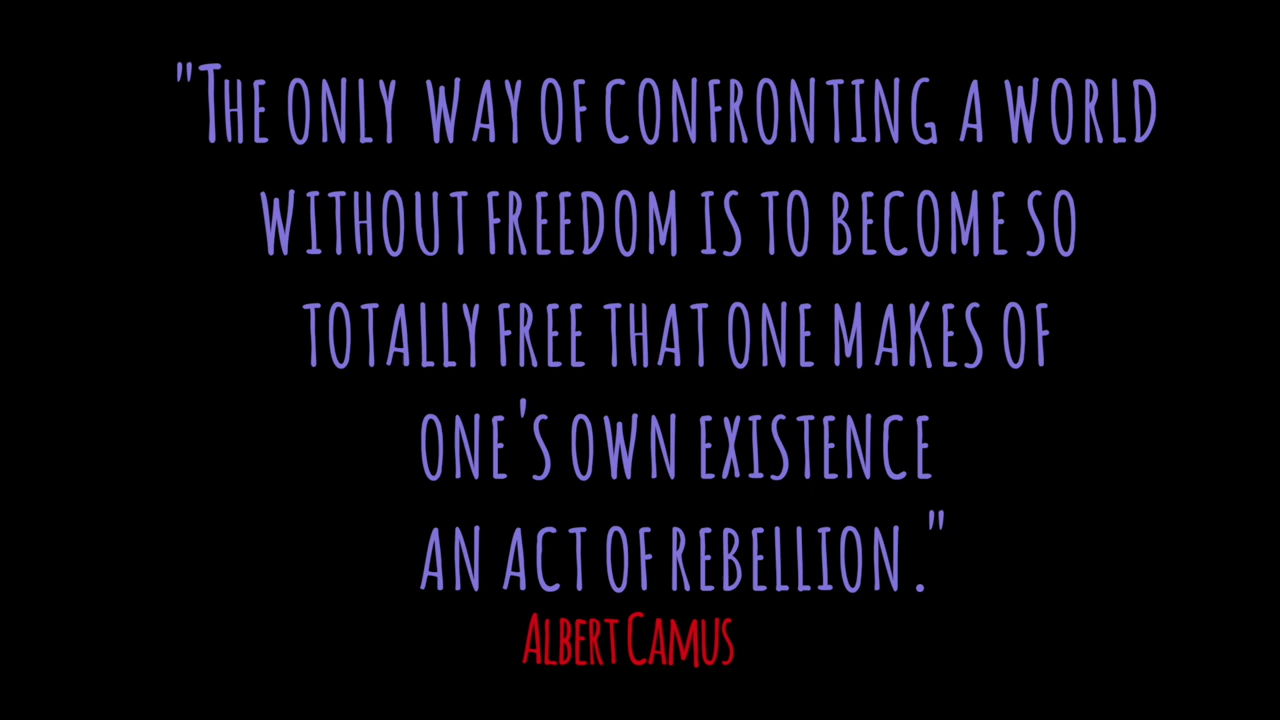 "The only way of confronting a world
without freedom is to become so
totally free that one makes of
one's own existence
an act of rebellion."
Albert Camus